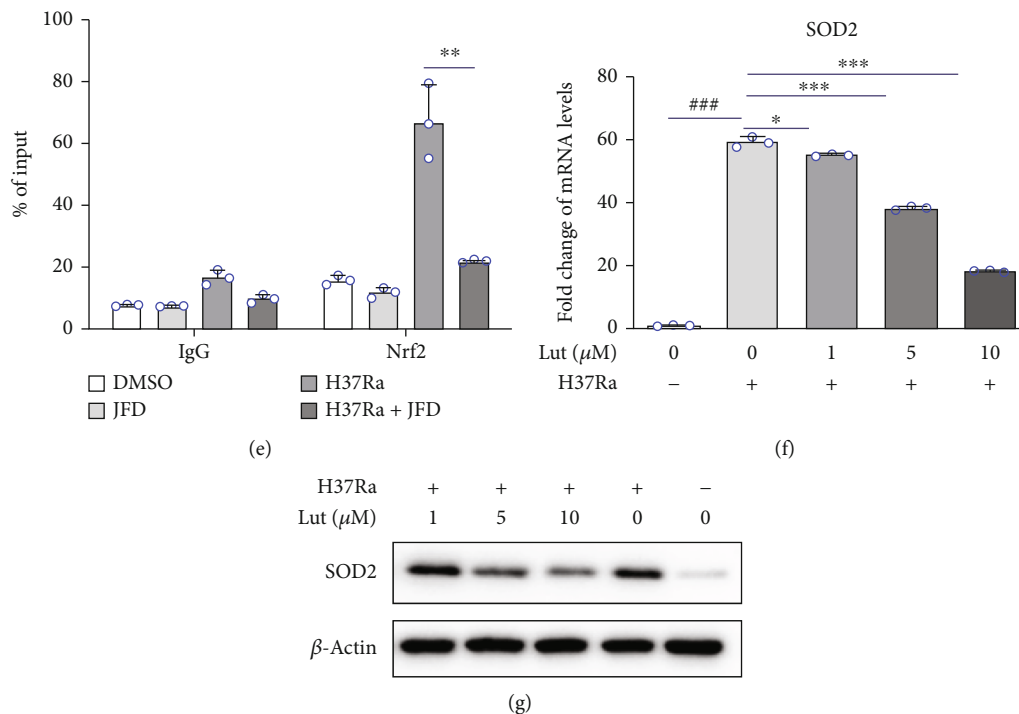 100
80
60
40
20
0
% of input
**
IgG
Nrf2
DMSO
H37Ra
JFD
H37Ra + JFD
(e)
SOD2
80
60
40
20
0
Fold change of mRNA levels
###
*
***
***
Lut (μM) 0 0 1 5 10
H37Ra − + + + +
(f)
H37Ra + + + + −
Lut (μM) 1 5 10 0 0
SOD2
β-Actin
(g)